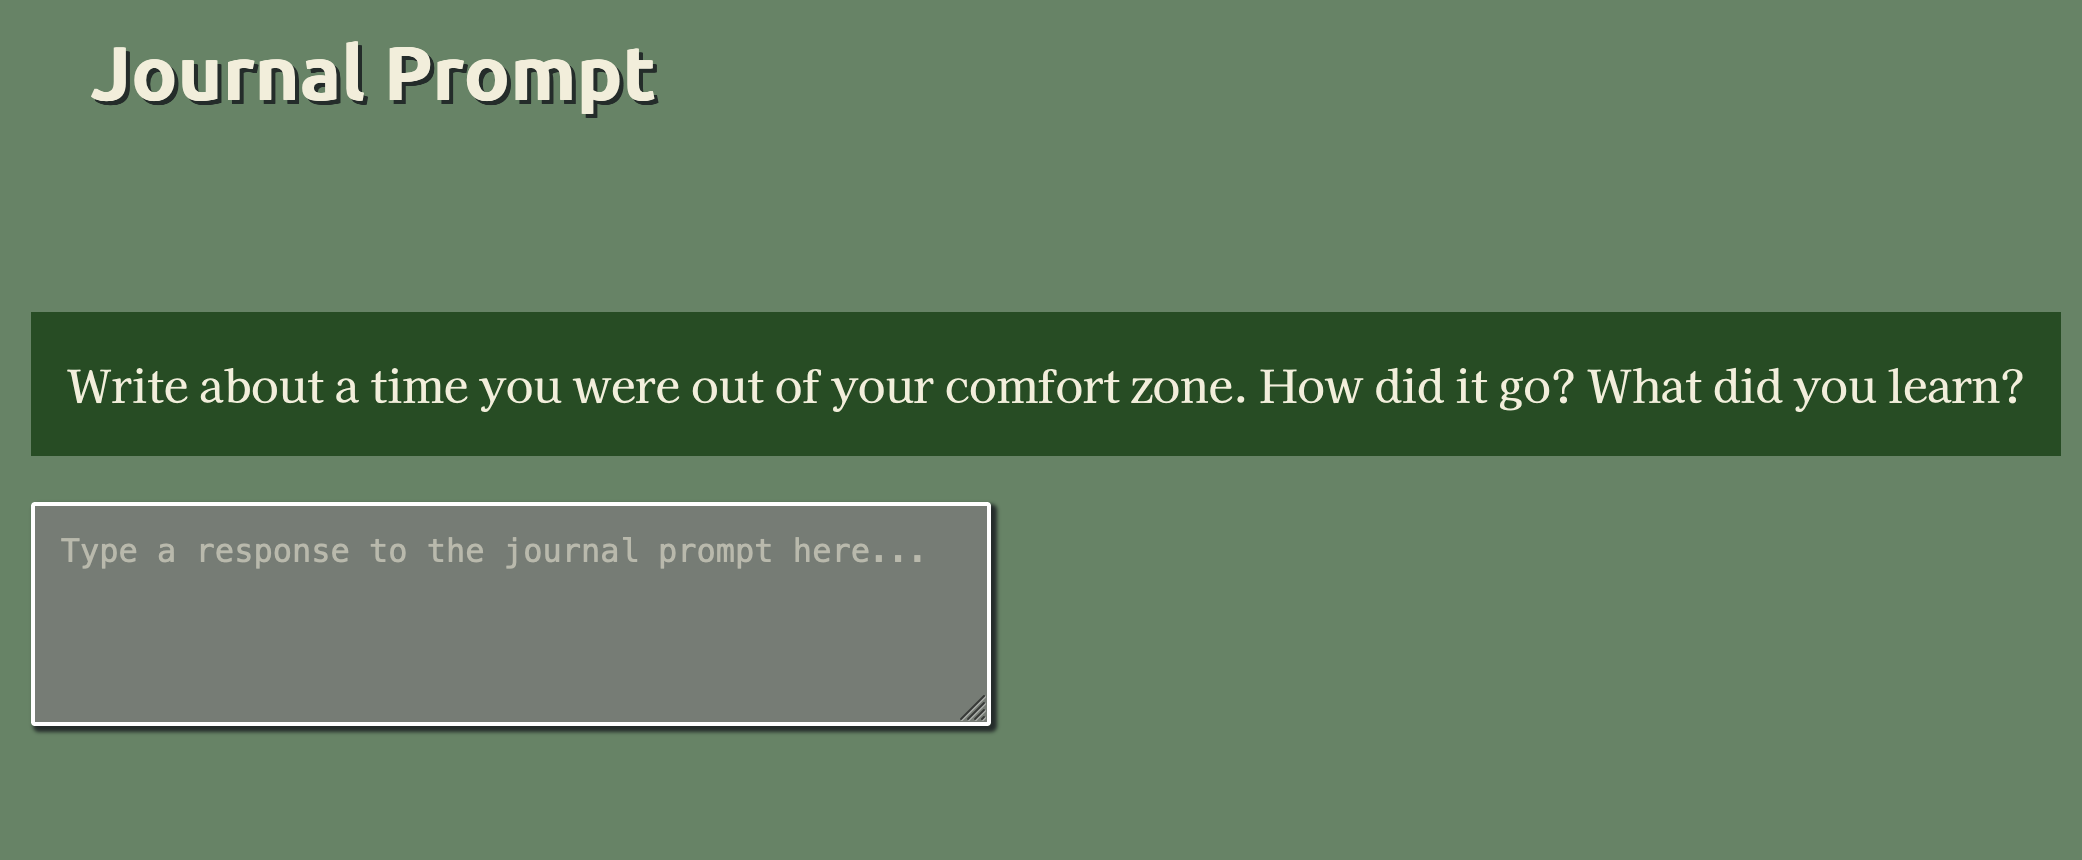 Journal Prompt
Write about a time you were out of your comfort zone. How did it go? What did you learn?
Type a response to the journal prompt here...